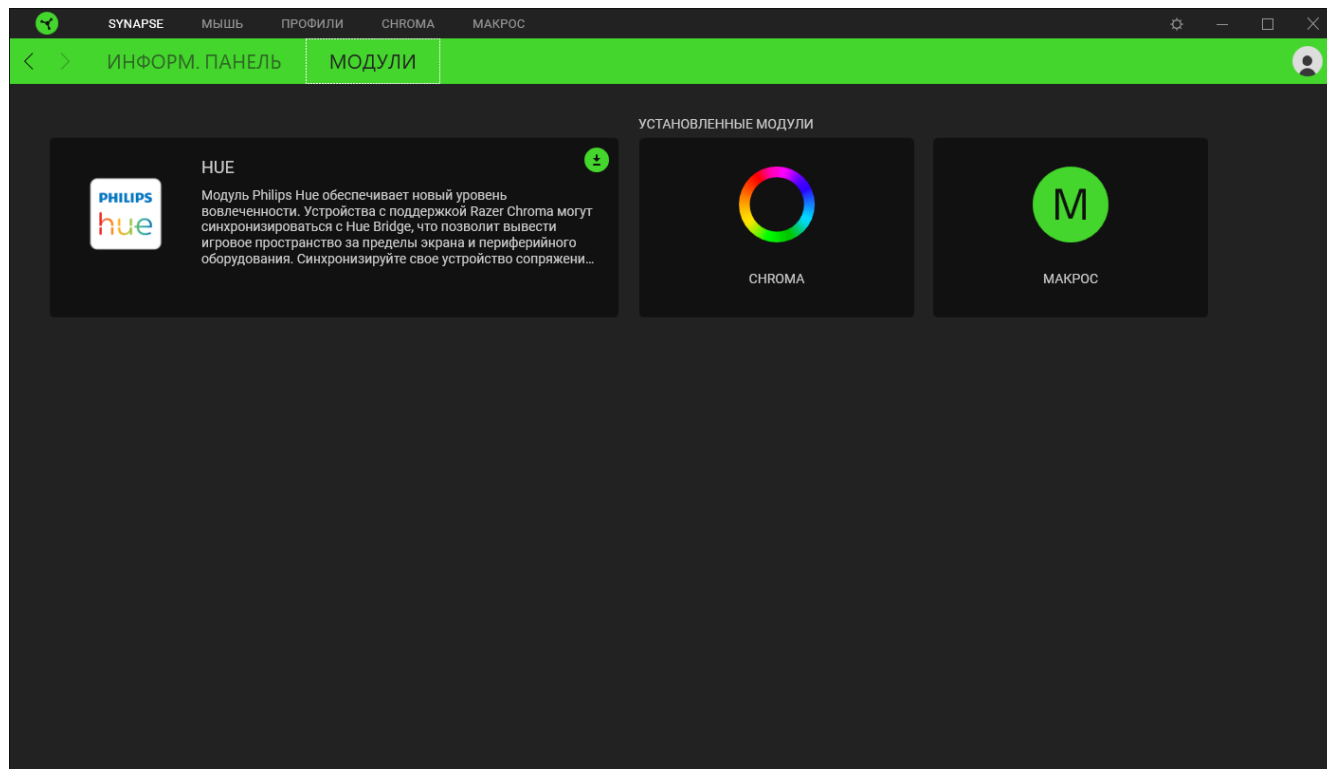 SYNAPSE МЫШЬ ПРОФИЛИ CHROMA МАКРОС
ИНФОРМ. ПАНЕЛЬ МОДУЛИ
УСТАНОВЛЕННЫЕ МОДУЛИ
PHILIPS
hue
HUE
Модуль Philips Hue обеспечивает новый уровень
вовлеченности. Устройства с поддержкой Razer Chroma могут
синхронизироваться с Hue Bridge, что позволит вывести
игровое пространство за пределы экрана и периферийного
оборудования. Синхронизируйте свое устройство сопряжени...
CHROMA
M
МАКРОС